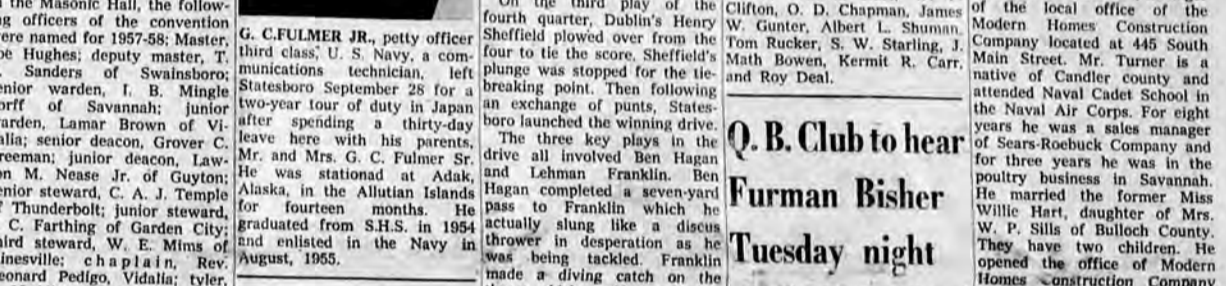 the Masonic Hall, the follow-
ng officers of the convention
ere named for 1957-58: Master,
oe Hughes; deputy master, T.
. Sanders of Swainsboro;
enior warden, I. B. Mingle
orff of Savannah; junior
arden, Lamar Brown of Vi-
alia; senior deacon, Grover C.
reeman; junior deacon, Law-
on M. Nease Jr. of Guyton;
enior steward, C. A. J. Temple
f Thunderbolt; junior steward,
. C. Farthing of Garden City;
ird steward, W. E. Mims of
inesville; chaplain, Rev.
eonard Pedigo, Vidalia; tyler,
G. C.FULMER JR., petty officer
third class, U. S. Navy, a com-
munications technician, left
Statesboro September 28 for a
two-year tour of duty in Japan
after spending a thirty-day
leave here with his parents,
Mr. and Mrs. G. C. Fulmer Sr.
He was stationad at Adak,
Alaska, in the Allutian Islands
for fourteen months. He
graduated from S.H.S. in 1954
and enlisted in the Navy in
August, 1955.
On the third play of the
fourth quarter, Dublin's Henry
Sheffield plowed over from the
four to tie the score, Sheffield's
plunge was stopped for the tie-
breaking point. Then following
an exchange of punts, States-
boro launched the winning drive.
The three key plays in the
drive all involved Ben Hagan
and Lehman Franklin. Ben
Hagan completed a seven-yard
pass to Franklin which he
actually slung like a discus
thrower in desperation as he
was being tackled. Franklin
made a diving catch on the
Clifton, O. D. Chapman, James
W. Gunter, Albert L. Shuman,
Tom Rucker, S. W. Starling, J.
Math Bowen, Kermit R. Carr,
and Roy Deal.
Q. B. Club to hear
Furman Bisher
Tuesday night
of the local office of the
Modern Homes Construction
Company located at 445 South
Main Street. Mr. Turner is a
native of Candler county and
attended Naval Cadet School in
the Naval Air Corps. For eight
years he was a sales manager
of Sears-Roebuck Company and
for three years he was in the
poultry business in Savannah.
He married the former Miss
Willie Hart, daughter of Mrs.
W. P. Sills of Bulloch County.
They have two children. He
opened the office of Modern
Homes Construction Company